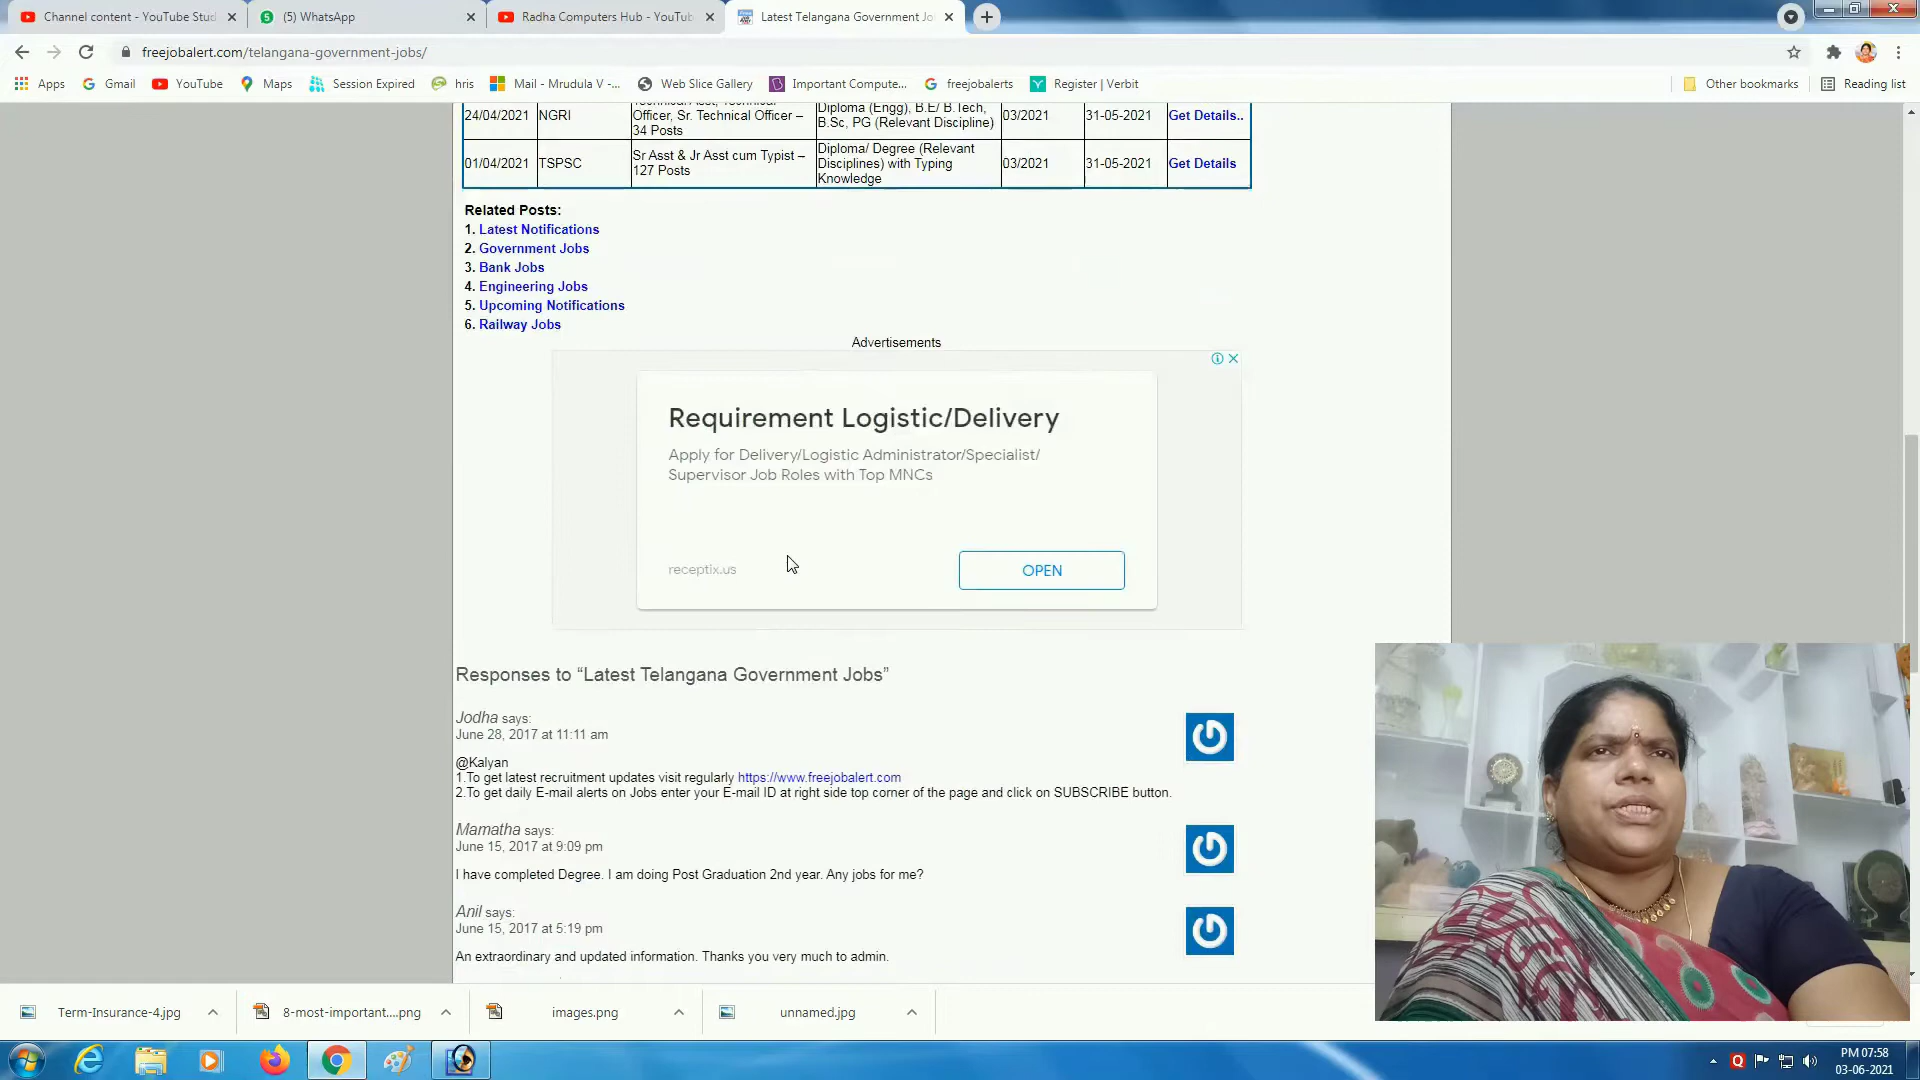 Channel content - YouTube Stud
(5) WhatsApp
Radha Computers Hub - YouTub
Latest Telangana Government Jo
freejobalert.com/telangana-government-jobs/
Apps
Gmail
YouTube
Maps
Session Expired
hris
Mail - Mrudula V -...
Web Slice Gallery
Important Compute...
freejobalerts
Register | Verbit
Other bookmarks
Reading list
24/04/2021 NGRI
Officer, Sr. Technical Officer –
34 Posts
Diploma (Engg), B.E/ B.Tech,
B.Sc, PG (Relevant Discipline)
03/2021
31-05-2021
Get Details..
01/04/2021 TSPSC
Sr Asst & Jr Asst cum Typist –
127 Posts
Diploma/ Degree (Relevant
Disciplines) with Typing
Knowledge
03/2021
31-05-2021
Get Details
Related Posts:
1. Latest Notifications
2. Government Jobs
3. Bank Jobs
4. Engineering Jobs
5. Upcoming Notifications
6. Railway Jobs
Advertisements
Requirement Logistic/Delivery
Apply for Delivery/Logistic Administrator/Specialist/
Supervisor Job Roles with Top MNCs
receptix.us
OPEN
Responses to “Latest Telangana Government Jobs”
Jodha says:
June 28, 2017 at 11:11 am
@Kalyan
1.To get latest recruitment updates visit regularly https://www.freejobalert.com
2.To get daily E-mail alerts on Jobs enter your E-mail ID at right side top corner of the page and click on SUBSCRIBE button.
Mamatha says:
June 15, 2017 at 9:09 pm
I have completed Degree. I am doing Post Graduation 2nd year. Any jobs for me?
Anil says:
June 15, 2017 at 5:19 pm
An extraordinary and updated information. Thanks you very much to admin.
Term-Insurance-4.jpg
8-most-important....png
images.png
unnamed.jpg
PM 07:58
03-06-2021